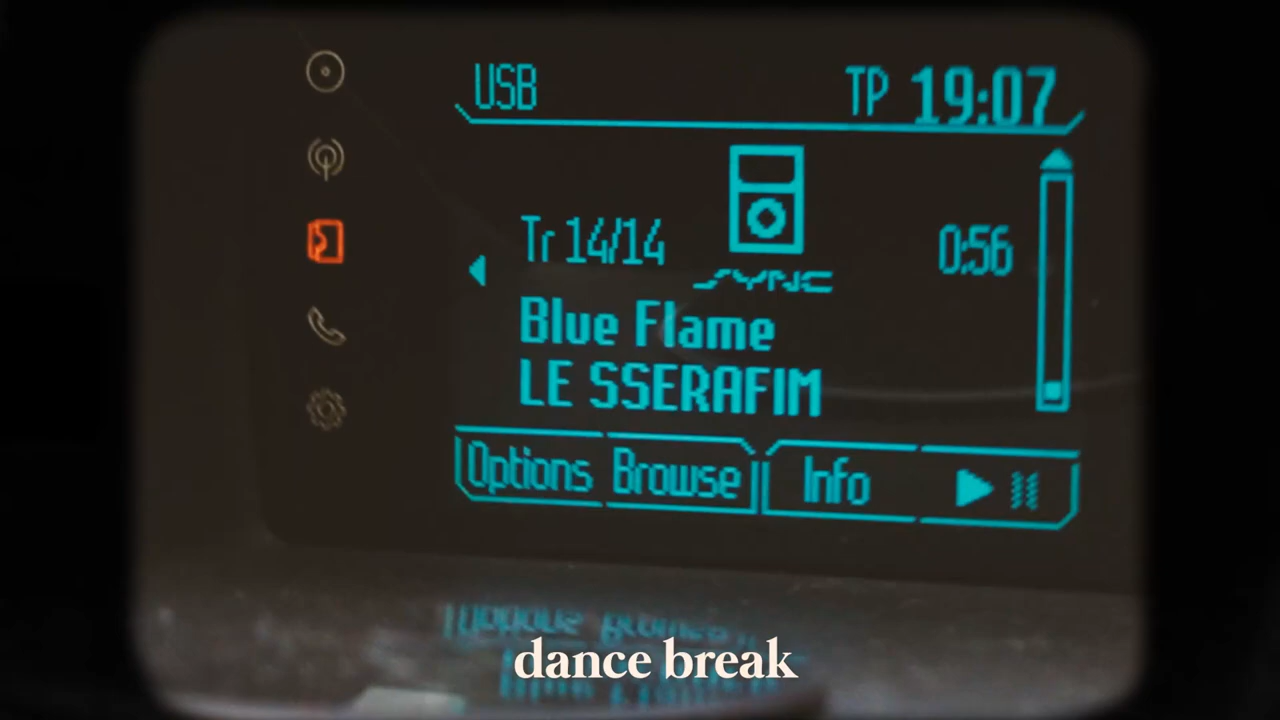 USB TP 19:07
Tr 14/14 0:56
SYNC
Blue Flame
LE SSERAFIM
Options Browse Info
dance break